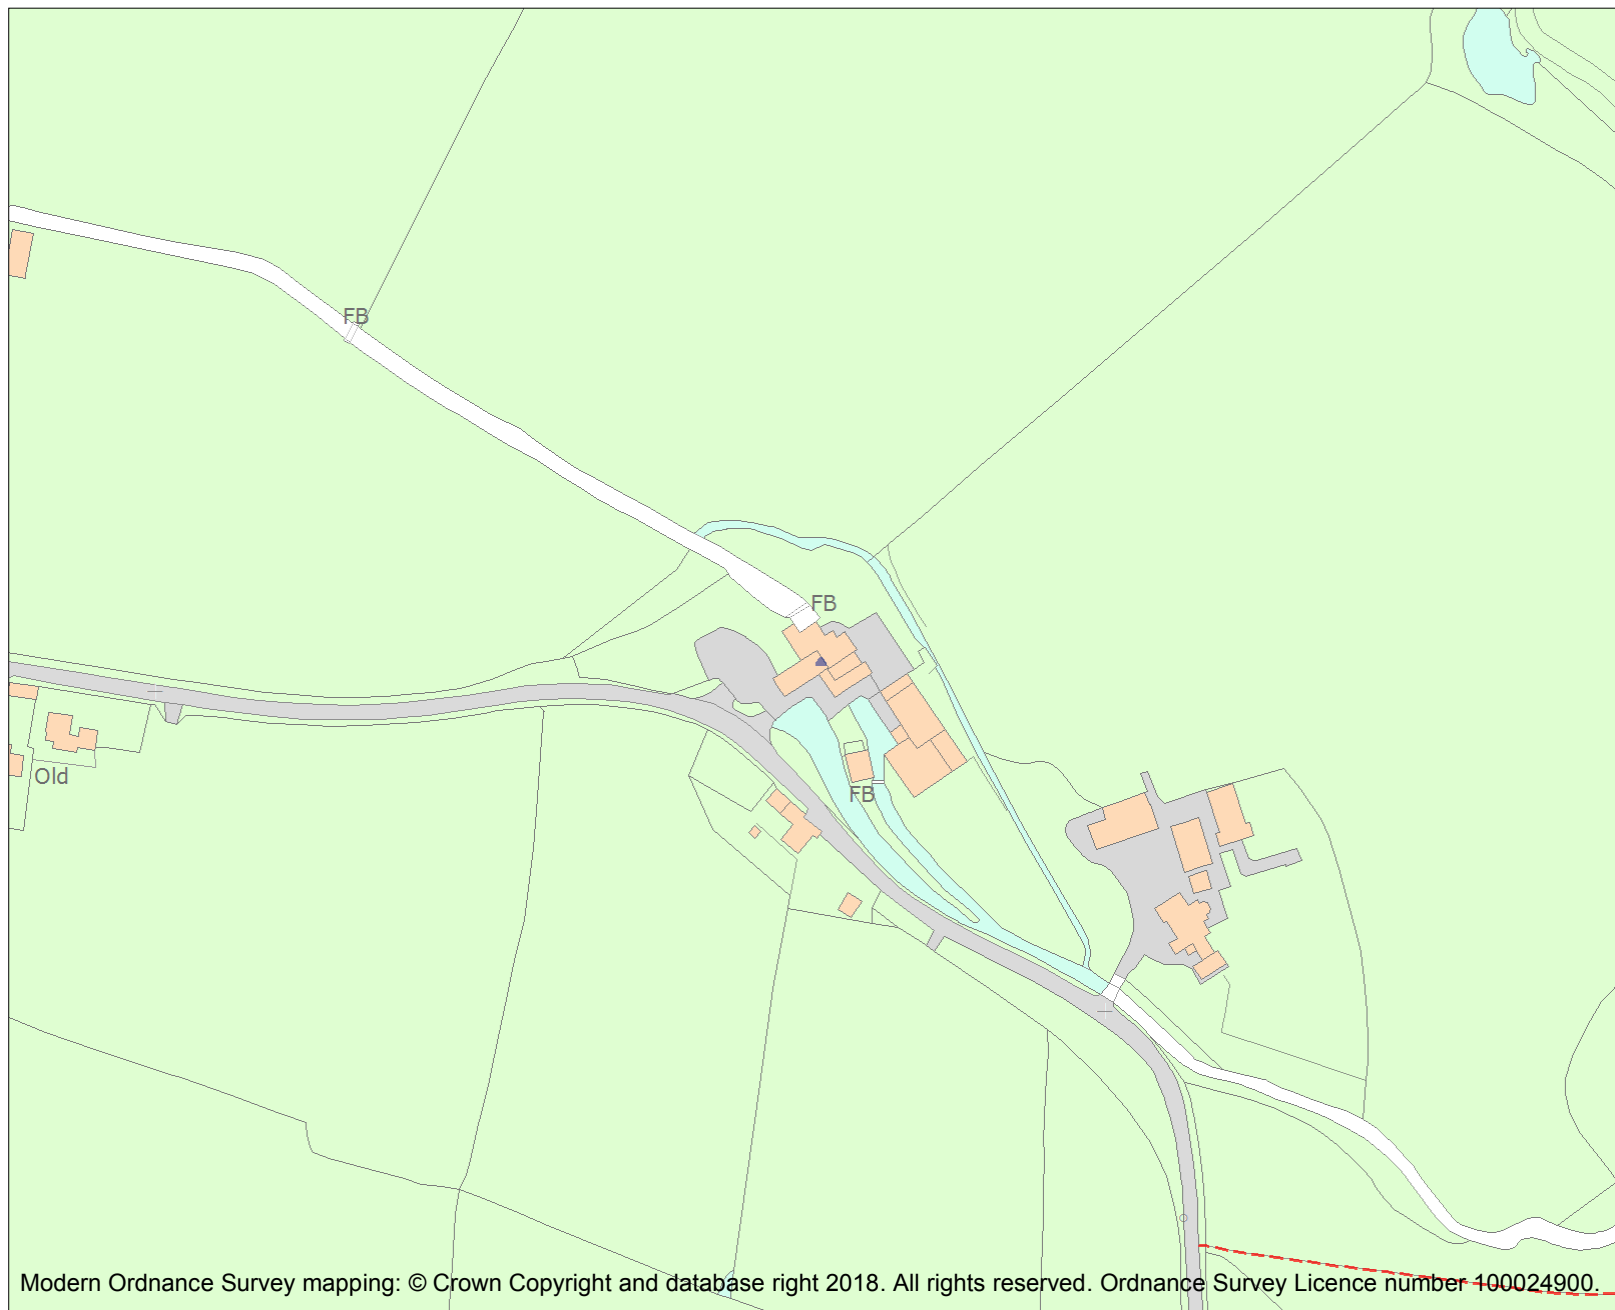 FB
FB
Old
FB
Modern Ordnance Survey mapping: © Crown Copyright and database right 2018. All rights reserved. Ordnance Survey Licence number 100024900.